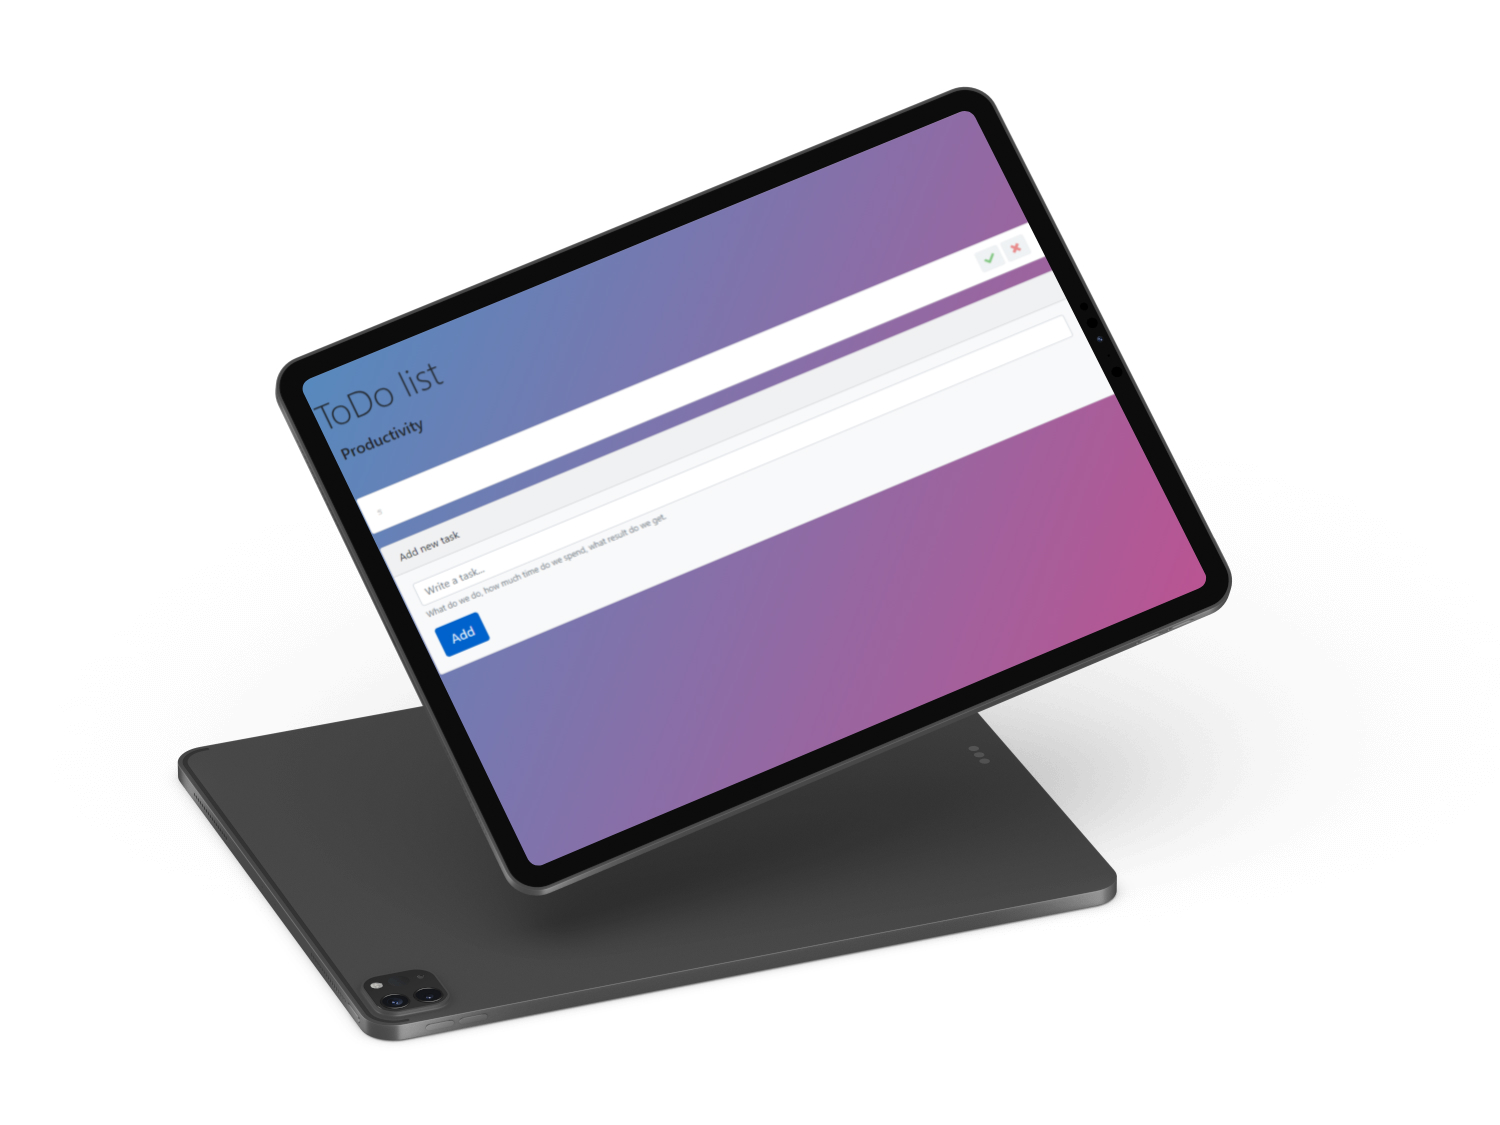 ToDo list
Productivity
Add new task
Write a task...
What do we do, how much time do we spend, what result do we get.
Add